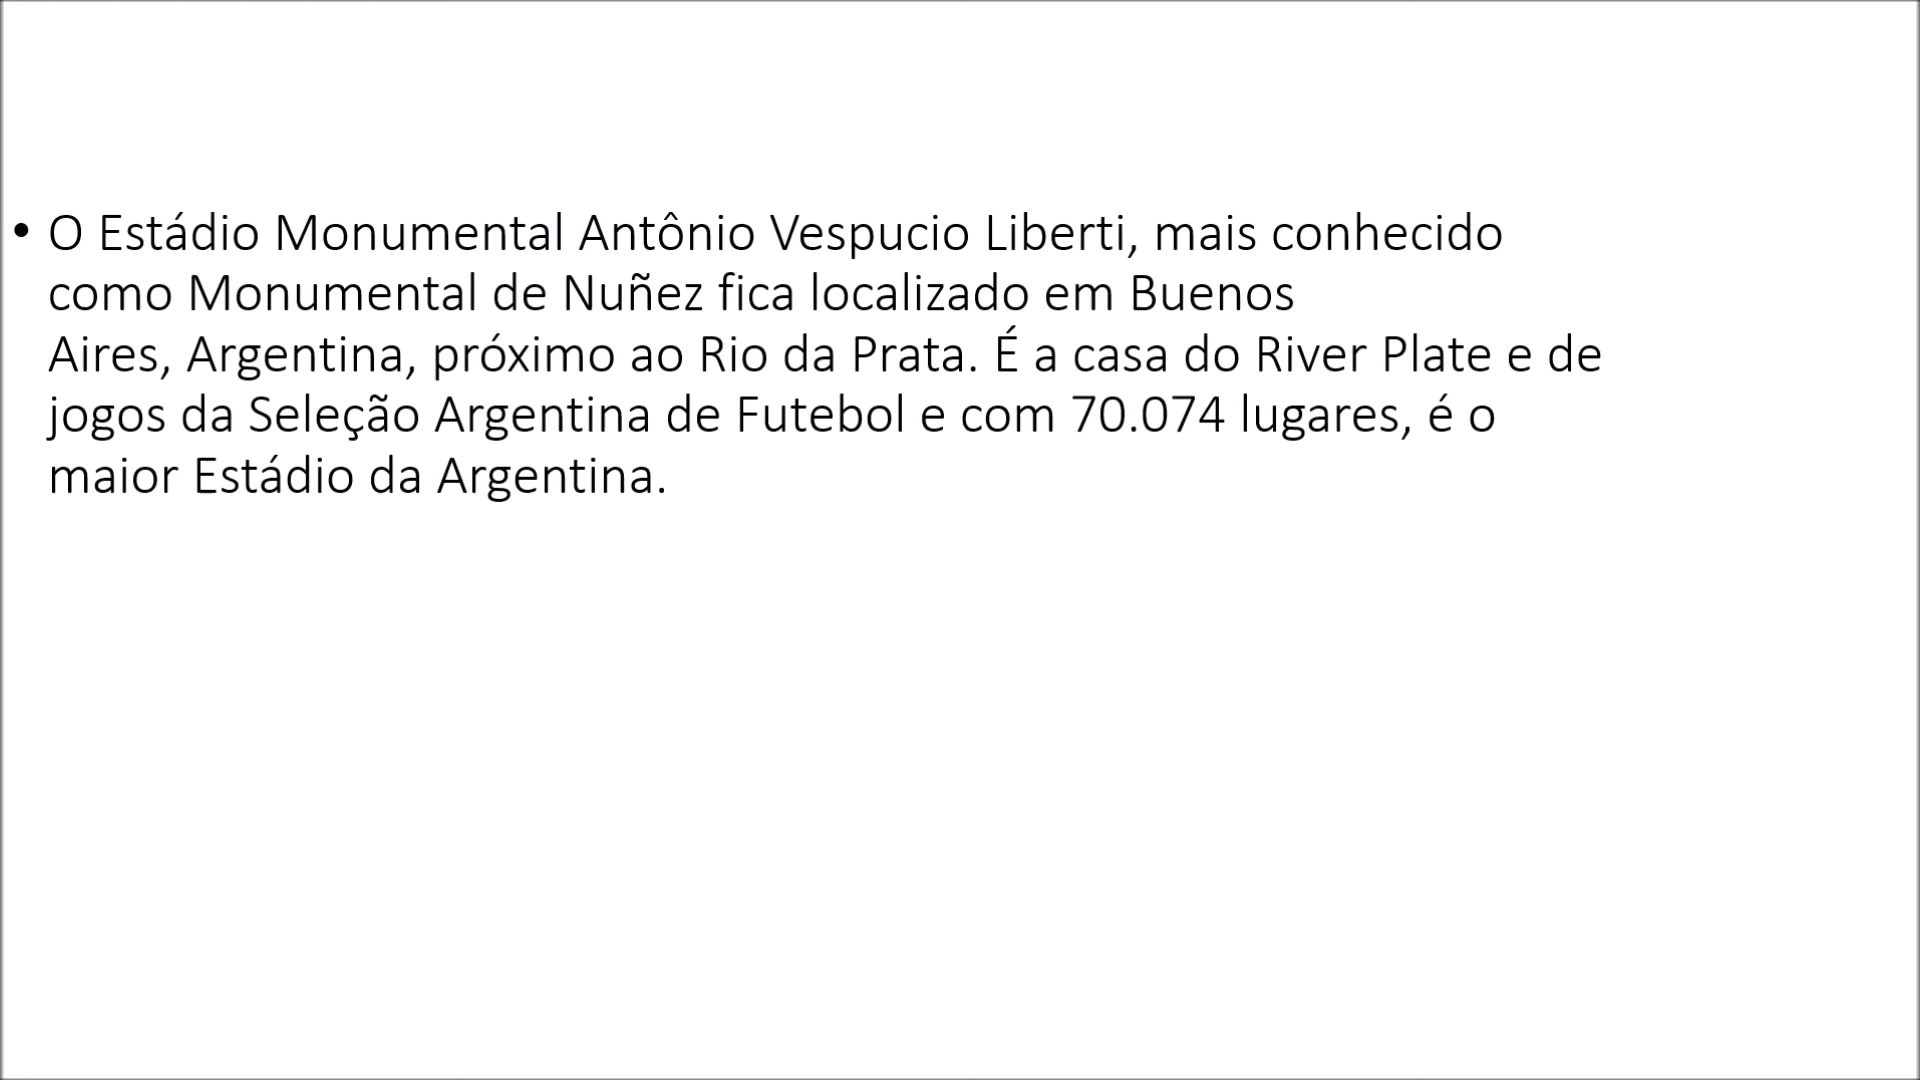 • O Estádio Monumental Antônio Vespucio Liberti, mais conhecido
como Monumental de Nuñez fica localizado em Buenos
Aires, Argentina, próximo ao Rio da Prata. É a casa do River Plate e de
jogos da Seleção Argentina de Futebol e com 70.074 lugares, é o
maior Estádio da Argentina.